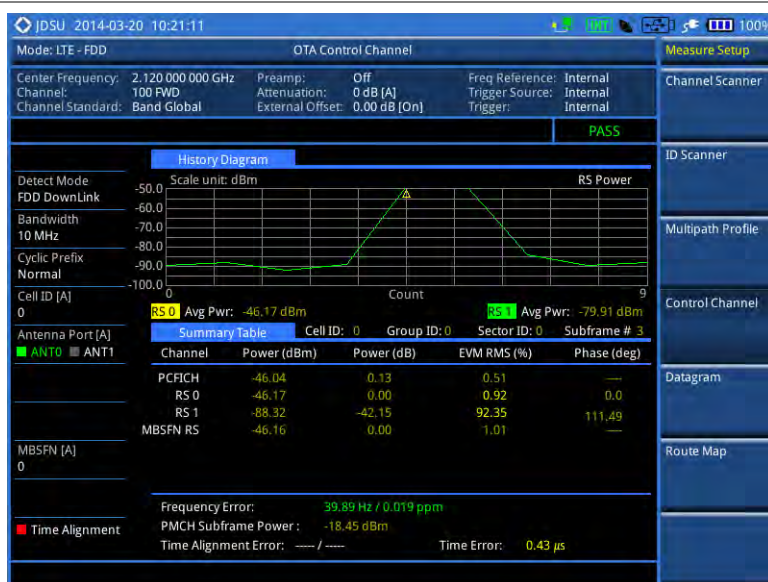 JDSU 2014-03-20 10:21:11 100%
Mode: LTE - FDD OTA Control Channel Measure Setup
Center Frequency: 2.120 000 000 GHz Preamp: Off Freq Reference: Internal
Channel: 100 FWD Attenuation: 0 dB [A] Trigger Source: Internal
Channel Standard: Band Global External Offset: 0.00 dB [On] Trigger: Internal
Channel Scanner
PASS
History Diagram
ID Scanner
Detect Mode
FDD DownLink
Scale unit: dBm RS Power
-50.0
-60.0
-70.0
-80.0
-90.0
-100.0
0 Count 9
Bandwidth
10 MHz
Multipath Profile
Cyclic Prefix
Normal
Cell ID [A]
0
RS 0 Avg Pwr: -46.17 dBm RS 1 Avg Pwr: -79.91 dBm
Control Channel
Antenna Port [A]
ANT0 ANT1
Summary Table Cell ID: 0 Group ID: 0 Sector ID: 0 Subframe # 3
Channel Power (dBm) Power (dB) EVM RMS (%) Phase (deg)
PCFICH -46.04 0.13 0.51 ----
RS 0 -46.17 0.00 0.92 0.0
RS 1 -88.32 -42.15 92.35 111.49
MBSFN RS -46.16 0.00 1.01 ----
Datagram
MBSFN [A]
0
Route Map
Frequency Error: 39.89 Hz / 0.019 ppm
PMCH Subframe Power : -18.45 dBm
Time Alignment Error: ----- / ----- Time Error: 0.43 µs
Time Alignment